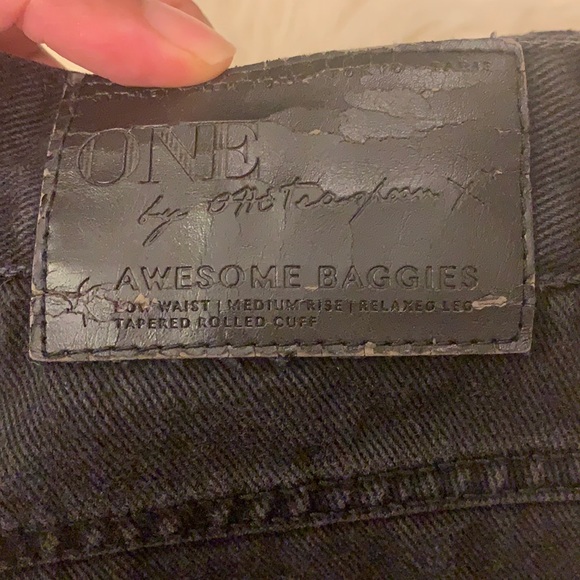 ONE
by
AWESOME BAGGIES
LOW WAIST | MEDIUM RISE | RELAXED LEG
TAPERED ROLLED CUFF